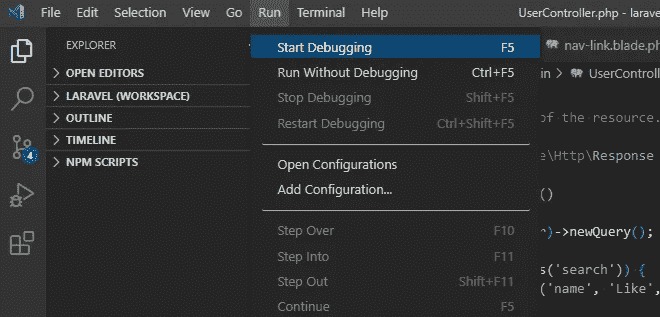 File Edit Selection View Go Run Terminal Help UserController.php - larave
EXPLORER
OPEN EDITORS
LARAVEL (WORKSPACE)
OUTLINE
TIMELINE
NPM SCRIPTS
4
Start Debugging F5
Run Without Debugging Ctrl+F5
Stop Debugging Shift+F5
Restart Debugging Ctrl+Shift+F5
Open Configurations
Add Configuration...
Step Over F10
Step Into F11
Step Out Shift+F11
Continue F5
nav-link.blade.ph
in > UserControll
of the resource.
e\Http\Response
()
r)->newQuery();
s('search')) {
('name', 'Like',